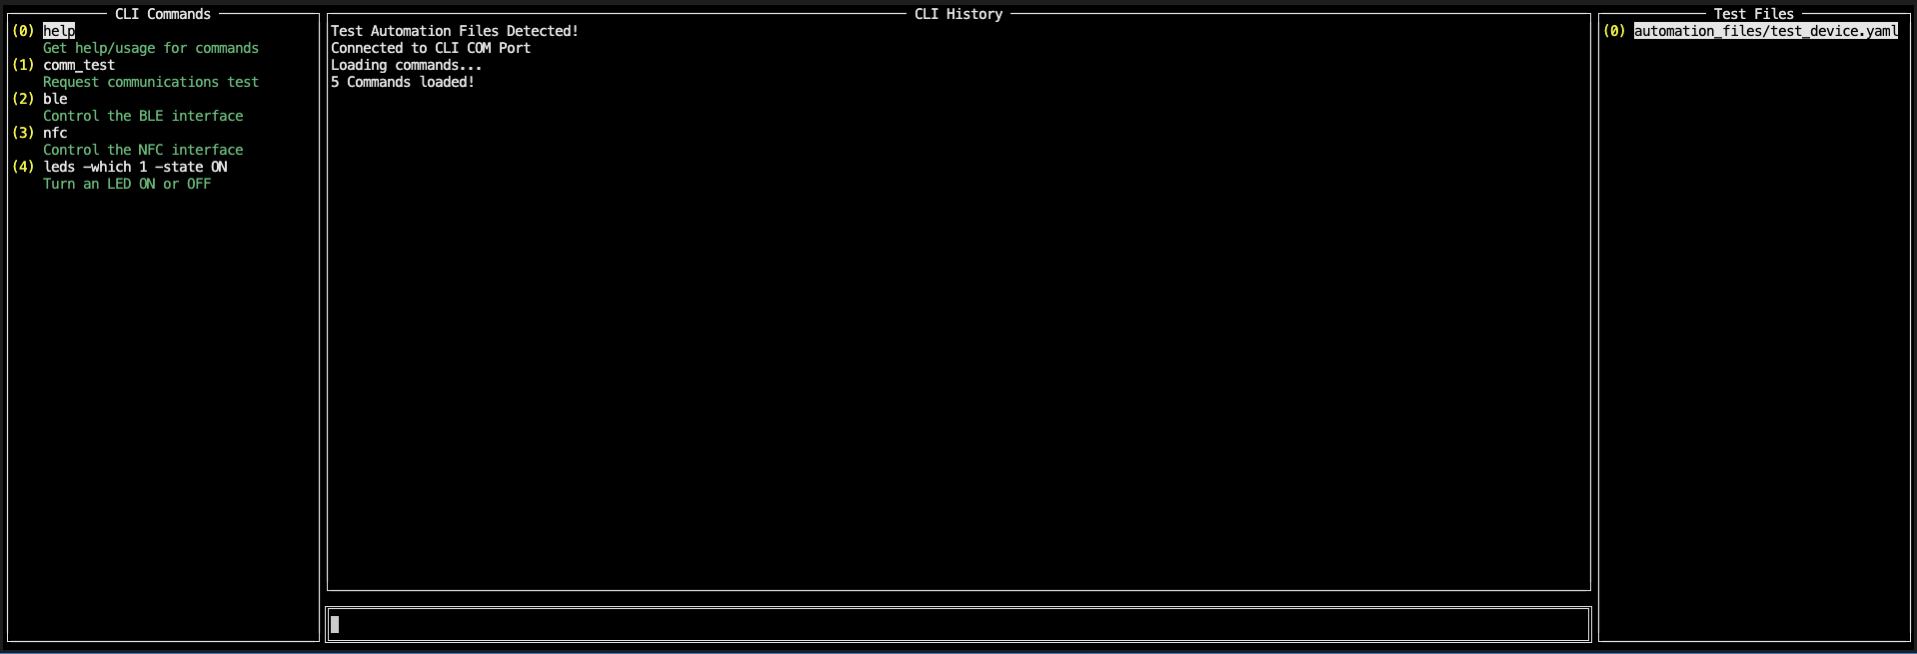 CLI Commands
(0) help
Get help/usage for commands
(1) comm_test
Request communications test
(2) ble
Control the BLE interface
(3) nfc
Control the NFC interface
(4) leds -which 1 -state ON
Turn an LED ON or OFF
CLI History
Test Automation Files Detected!
Connected to CLI COM Port
Loading commands...
5 Commands loaded!
Test Files
(0) automation_files/test_device.yaml